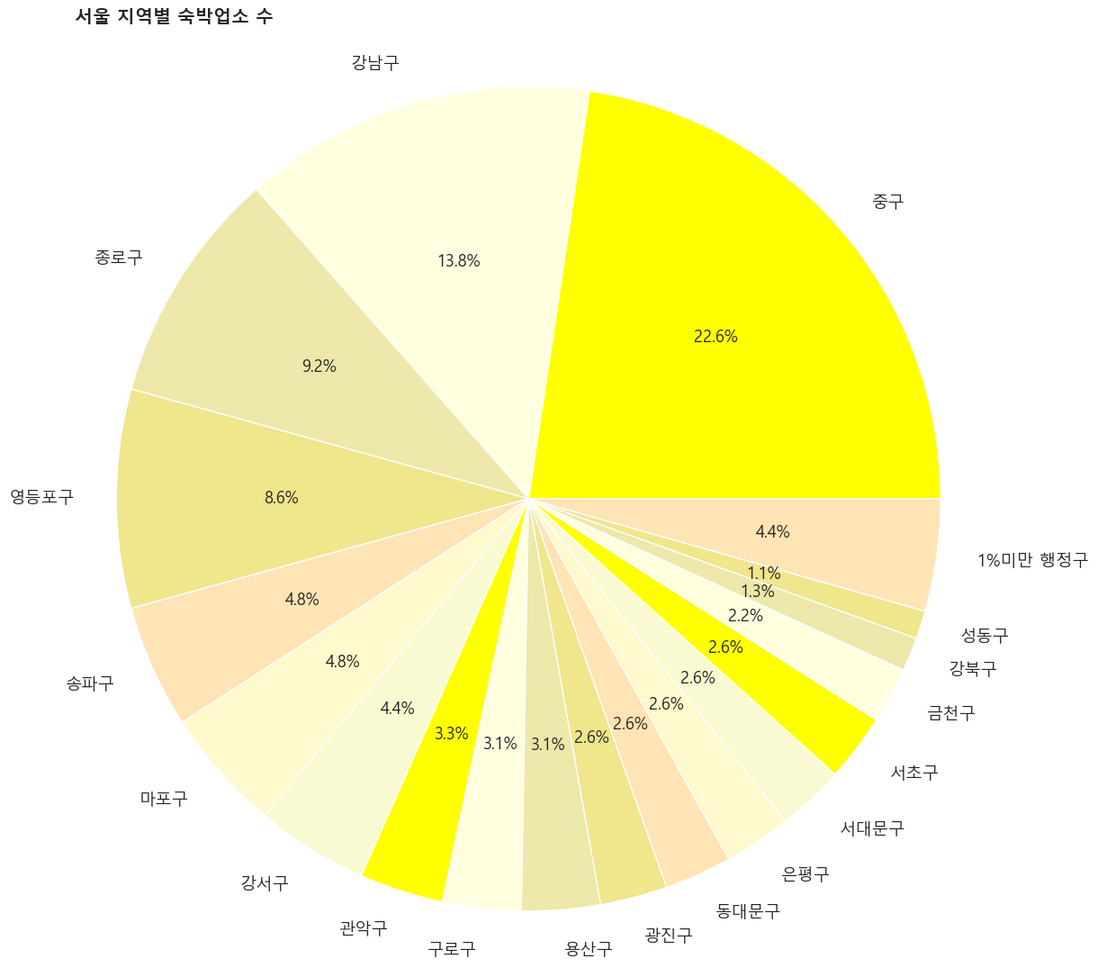 서울 지역별 숙박업소 수
강남구
중구
종로구
13.8%
22.6%
9.2%
영등포구
8.6%
4.4%
1%미만 행정구
1.1%
1.3%
4.8%
2.2%
성동구
2.6%
4.8%
강북구
2.6%
송파구
4.4%
2.6%
금천구
3.3%
3.1%
3.1%
2.6%
2.6%
서초구
마포구
서대문구
강서구
은평구
관악구
동대문구
구로구
용산구
광진구